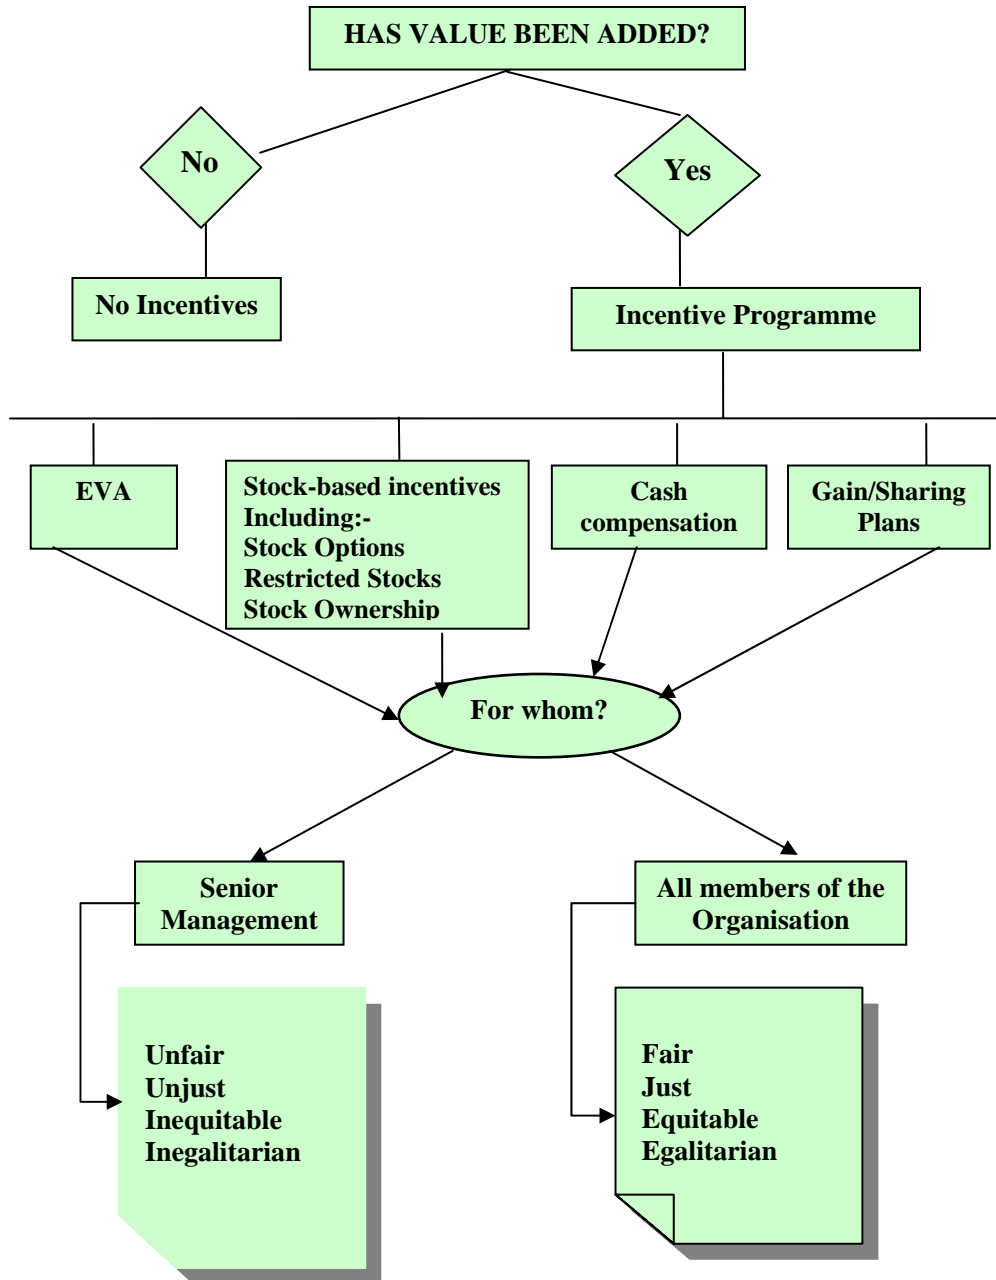 HAS VALUE BEEN ADDED?
No
Yes
No Incentives
Incentive Programme
EVA
Stock-based incentives
Including:-
Stock Options
Restricted Stocks
Stock Ownership
Cash
compensation
Gain/Sharing
Plans
For whom?
Senior
Management
All members of the
Organisation
Unfair
Unjust
Inequitable
Inegalitarian
Fair
Just
Equitable
Egalitarian